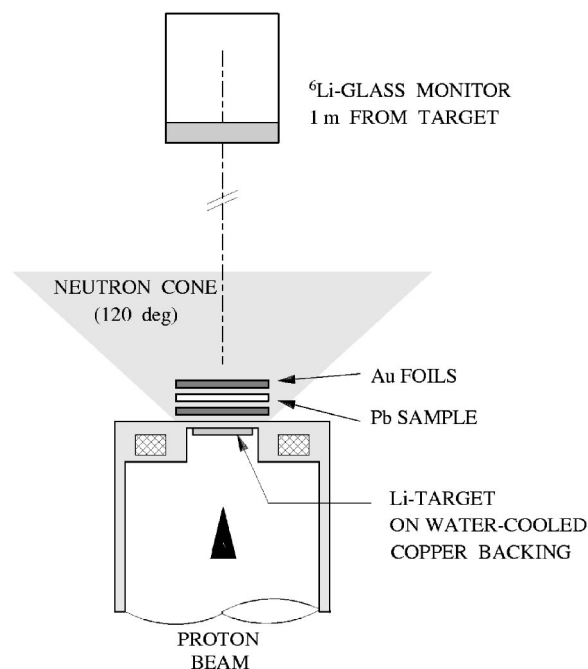 ⁶Li-GLASS MONITOR
1 m FROM TARGET
NEUTRON CONE
(120 deg)
Au FOILS
Pb SAMPLE
Li-TARGET
ON WATER-COOLED
COPPER BACKING
PROTON
BEAM